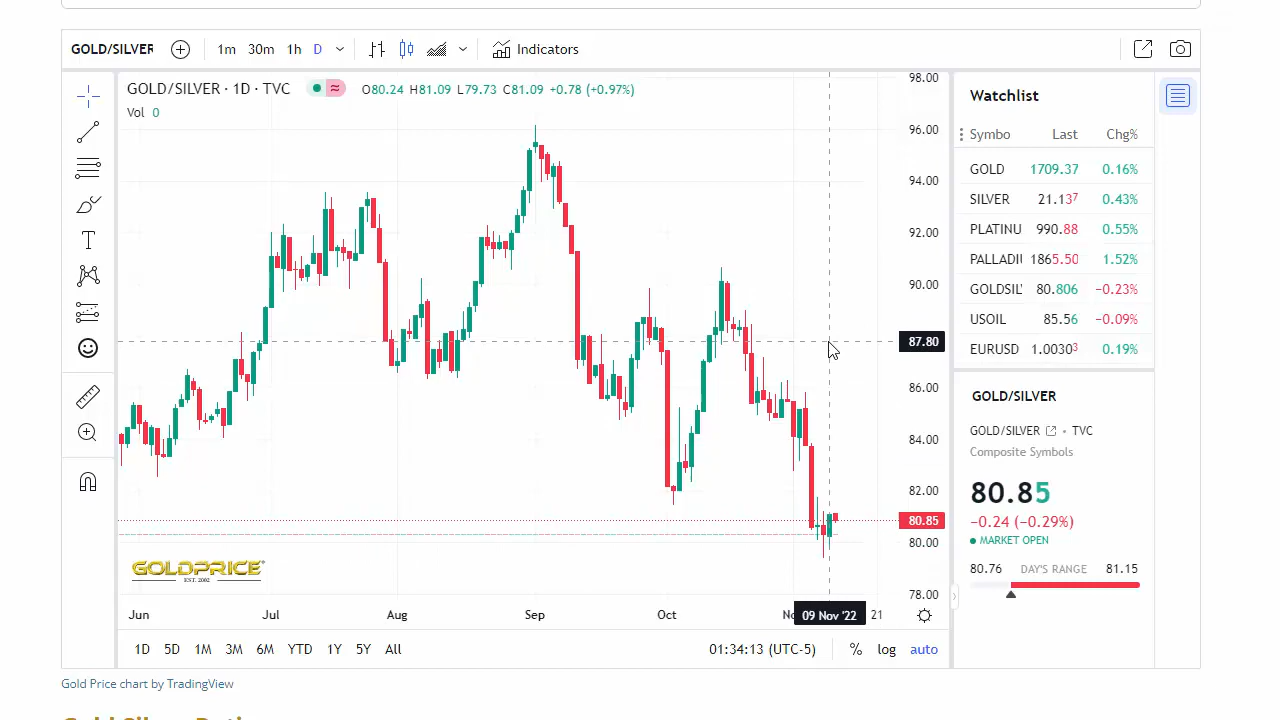 GOLD/SILVER 1m 30m 1h D Indicators
GOLD/SILVER · 1D · TVC ≈ O80.24 H81.09 L79.73 C81.09 +0.78 (+0.97%)
Vol 0
98.00
96.00
94.00
92.00
90.00
87.80
86.00
84.00
82.00
80.85
80.00
78.00
GOLDPRICE
EST. 2002
Jun Jul Aug Sep Oct 09 Nov '22 21
1D 5D 1M 3M 6M YTD 1Y 5Y All 01:34:13 (UTC-5) % log auto
Watchlist
Symbo Last Chg%
GOLD 1709.37 0.16%
SILVER 21.137 0.43%
PLATINU 990.88 0.55%
PALLADI 1865.50 1.52%
GOLDSIL 80.806 −0.23%
USOIL 85.56 −0.09%
EURUSD 1.00303 0.19%
GOLD/SILVER
GOLD/SILVER • TVC
Composite Symbols
80.85
−0.24 (−0.29%)
MARKET OPEN
80.76 DAY'S RANGE 81.15
Gold Price chart by TradingView